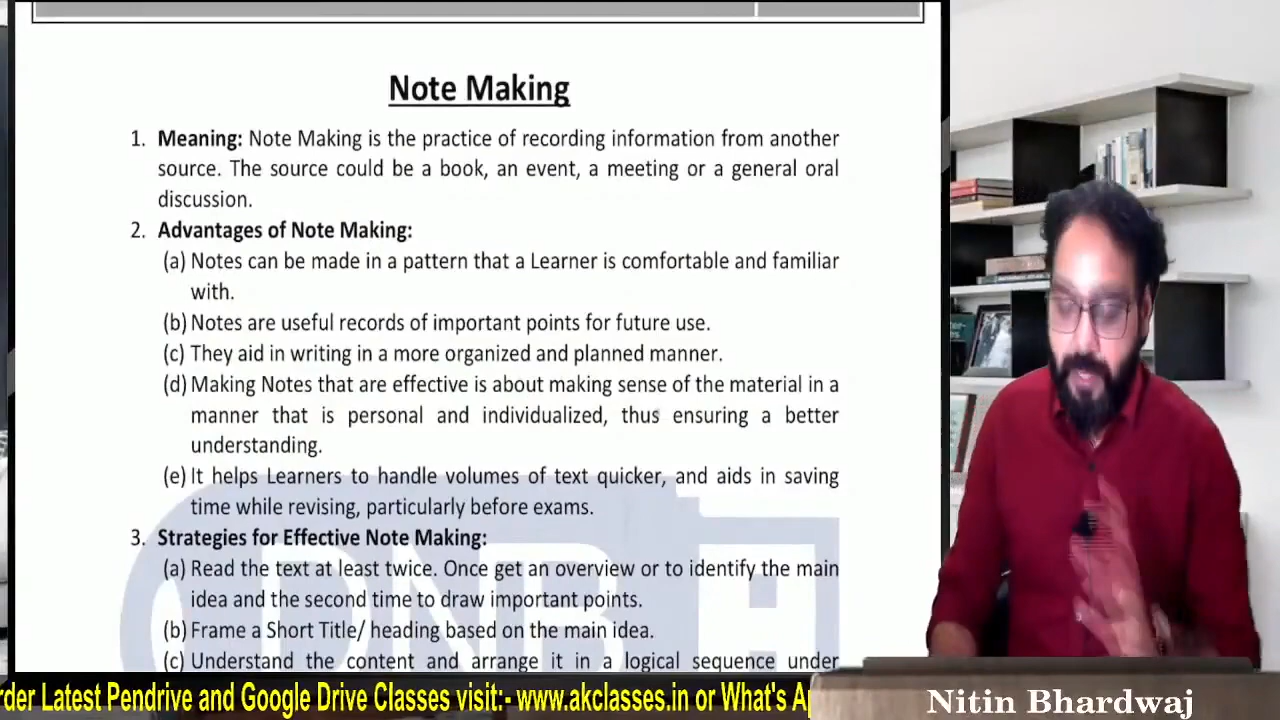 Note Making
1. Meaning: Note Making is the practice of recording information from another
source. The source could be a book, an event, a meeting or a general oral
discussion.
2. Advantages of Note Making:
(a) Notes can be made in a pattern that a Learner is comfortable and familiar
with.
(b) Notes are useful records of important points for future use.
(c) They aid in writing in a more organized and planned manner.
(d) Making Notes that are effective is about making sense of the material in a
manner that is personal and individualized, thus ensuring a better
understanding.
(e) It helps Learners to handle volumes of text quicker, and aids in saving
time while revising, particularly before exams.
3. Strategies for Effective Note Making:
(a) Read the text at least twice. Once get an overview or to identify the main
idea and the second time to draw important points.
(b) Frame a Short Title/ heading based on the main idea.
(c) Understand the content and arrange it in a logical sequence under
rder Latest Pendrive and Google Drive Classes visit:- www.akclasses.in or What's A
Nitin Bhardwaj